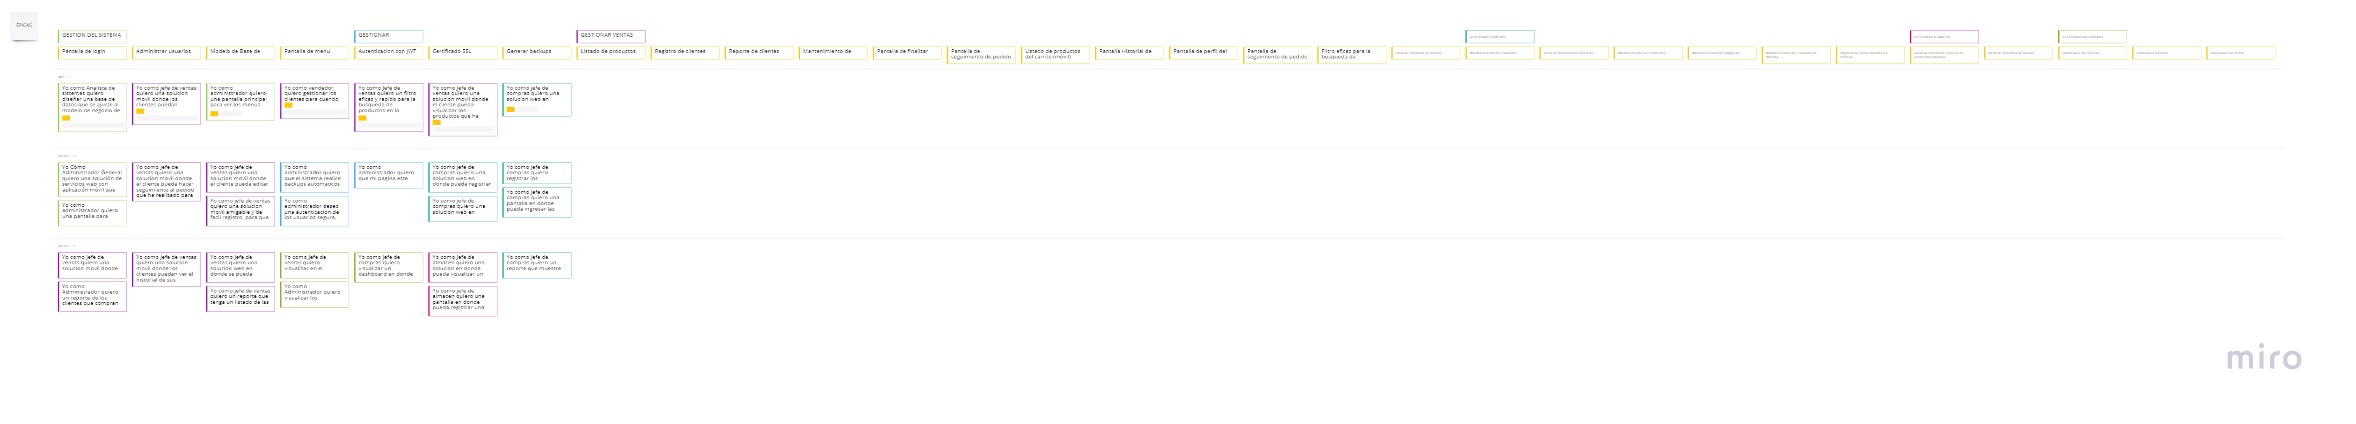 ÉPICAS
GESTION DEL SISTEMA
GESTIONAR
GESTIONAR VENTAS
Pantalla de login
Administrar usuarios
Modelo de Base de
Pantalla de menu
Autenticacion con JWT
Certificado SSL
Generar backups
Listado de productos
Registro de clientes
Reporte de clientes
Mantenimiento de
Pantalla de finalizar
Pantalla de
seguimiento de pedido
Listado de productos
del carrito (móvil)
Pantalla Historial de
Pantalla de perfil del
Pantalla de
seguimiento de pedido
Filtro eficaz para la
busqueda de
Yo como Analista de
sistemas quiero
diseñar una base de
datos que se ajuste al
modelo de negocio de
Yo como jefe de ventas
quiero una solucion
movil donde los
clientes puedan
Yo como
administrador quiero
una pantalla principal
para ver los menus
Yo como vendedor
quiero gestionar los
clientes para cuando
Yo como Jefe de
ventas quiero un filtro
eficas y rapido para la
busqueda de
productos en la
Yo como jefe de
ventas quiero una
solucion movil donde
el cliente pueda
visualizar los
productos que ha
Yo como jefe de
compras quiero una
solucion web en
Yo Cómo
Administrador General
quiero una solución de
servicios web con
aplicación móvil que
Yo como Jefe de
ventas quiero una
solucion movil donde
el cliente pueda hacer
seguimiento al pedido
que ha realizado para
Yo como jefe de
ventas quiero una
solucion movil donde
el cliente pueda editar
Yo como
administrador quiero
que el sistema realice
backups automaticos
Yo como
administrador quiero
que mi pagina este
Yo como jefe de
compras quiero una
solucion web en
donde pueda registrar
Yo como jefe de
compras quiero
registrar los
Yo como
administrador quiero
una pantalla para
Yo como jefe de ventas
quiero una solucion
movil amigable y de
facil registro, para que
Yo como
administrador deseo
una autenticacion de
los usuarios segura,
Yo como jefe de
compras quiero una
solucion web en
Yo como jefe de
compras quiero una
pantalla en donde
pueda ingresar las
Yo como Jefe de
ventas quiero una
solucion movil donde
Yo como jefe de ventas
quiero una solucion
movil donde los
clientes puedan ver el
historial de sus
Yo como Jefe de
ventas quiero una
solucion web en
donde se pueda
Yo como Jefe de
ventas quiero
visualizar en el
Yo como Jefe de
compras quiero
visualizar un
dashboard en donde
Yo como jefe de
almacen quiero una
solucion en donde
pueda visualizar un
Yo como jefe de
compras quiero un
reporte que muestre
Yo como
Administrador quiero
un reporte de los
clientes que compran
Yo como jefe de ventas
quiero un reporte que
tenga un listado de las
Yo como
Administrador quiero
visualizar los
Yo como jefe de
almacen quiero una
pantalla en donde
pueda registrar una
miro